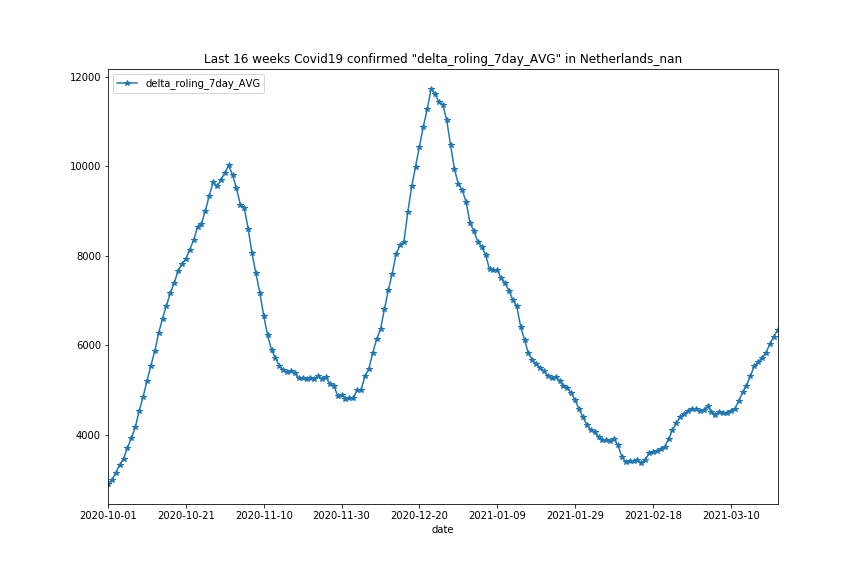 Last 16 weeks Covid19 confirmed "delta_roling_7day_AVG" in Netherlands_nan
delta_roling_7day_AVG
12000
10000
8000
6000
4000
2020-10-01 2020-10-21 2020-11-10 2020-11-30 2020-12-20 2021-01-09 2021-01-29 2021-02-18 2021-03-10
date